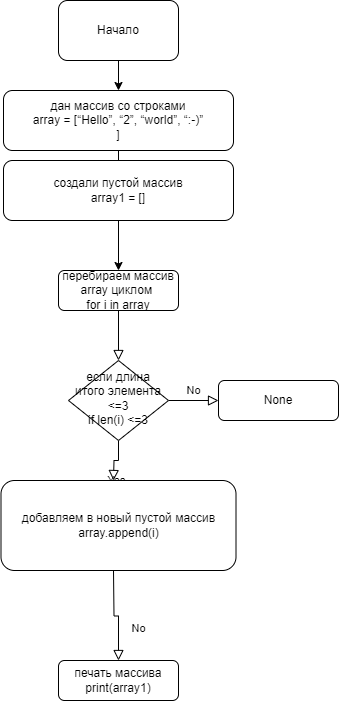 Начало
дан массив со строками
array = [“Hello”, “2”, “world”, “:-)”
]
создали пустой массив
array1 = []
перебираем массив
array циклом
for i in array
если длина
итого элемента
<=3
if len(i) <=3
No
None
Yes
добавляем в новый пустой массив
array.append(i)
No
печать массива
print(array1)